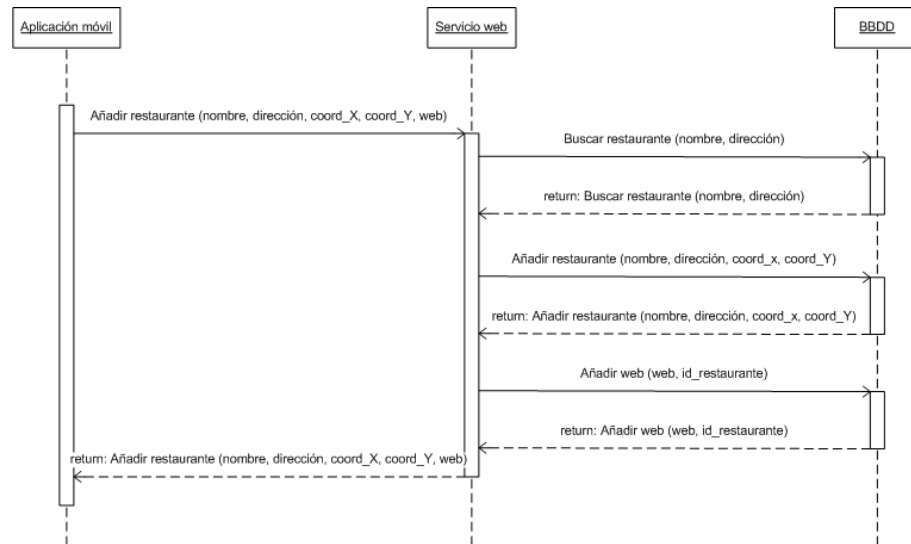 Aplicación móvil
Servicio web
BBDD
Añadir restaurante (nombre, dirección, coord_X, coord_Y, web)
Buscar restaurante (nombre, dirección)
return: Buscar restaurante (nombre, dirección)
Añadir restaurante (nombre, dirección, coord_x, coord_Y)
return: Añadir restaurante (nombre, dirección, coord_x, coord_Y)
Añadir web (web, id_restaurante)
return: Añadir web (web, id_restaurante)
return: Añadir restaurante (nombre, dirección, coord_X, coord_Y, web)